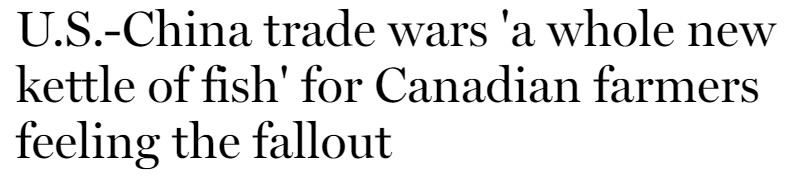 U.S.-China trade wars 'a whole new
kettle of fish' for Canadian farmers
feeling the fallout